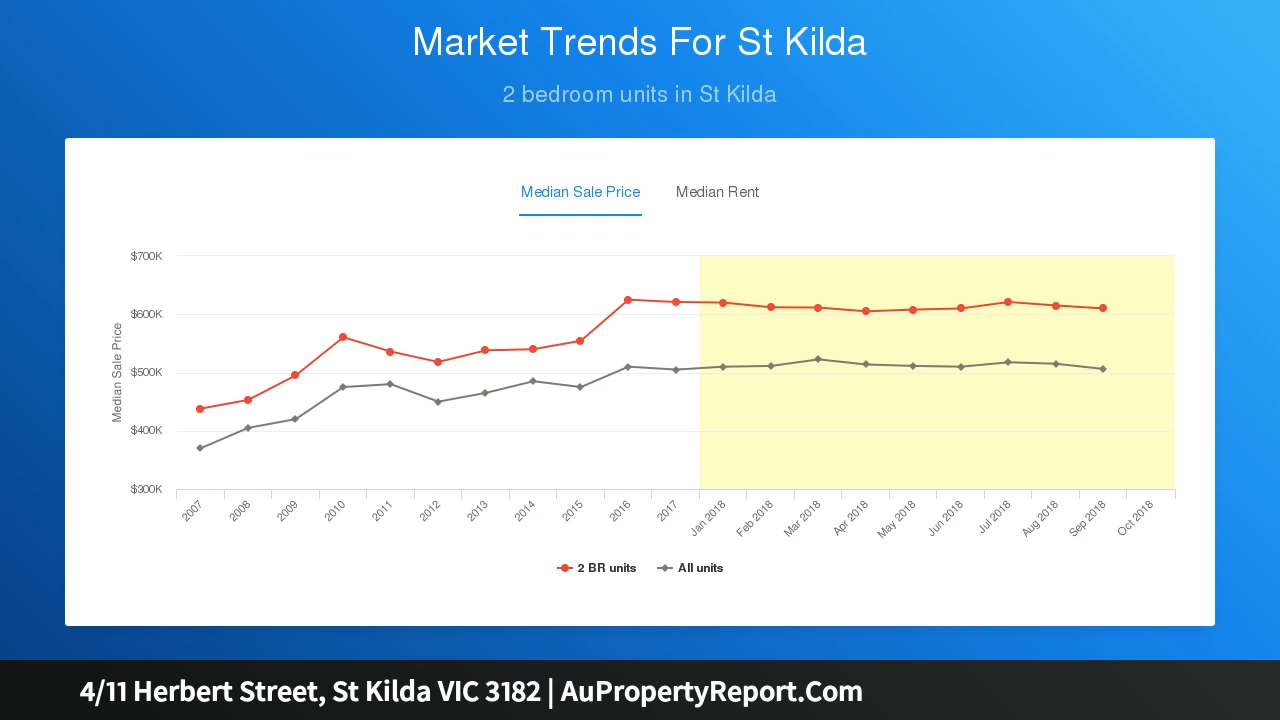 Market Trends For St Kilda
2 bedroom units in St Kilda
Median Sale Price
Median Rent
Median Sale Price
$700K
$600K
$500K
$400K
$300K
2007
2008
2009
2010
2011
2012
2013
2014
2015
2016
2017
Jan 2018
Feb 2018
Mar 2018
Apr 2018
May 2018
Jun 2018
Jul 2018
Aug 2018
Sep 2018
Oct 2018
2 BR units
All units
4/11 Herbert Street, St Kilda VIC 3182 | AuPropertyReport.Com